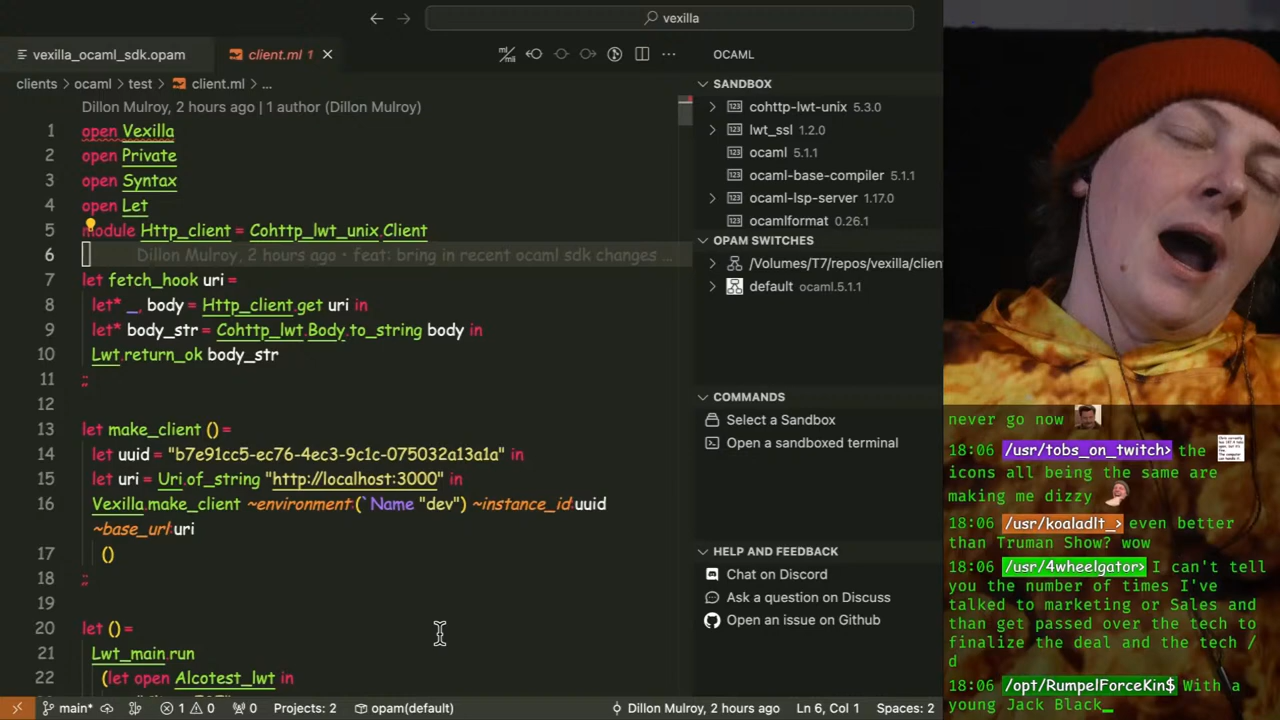 vexilla
vexilla_ocaml_sdk.opam
client.ml 1
clients > ocaml > test > client.ml > ...
Dillon Mulroy, 2 hours ago | 1 author (Dillon Mulroy)
1 open Vexilla
2 open Private
3 open Syntax
4 open Let
5 module Http_client = Cohttp_lwt_unix.Client
6 Dillon Mulroy, 2 hours ago • feat: bring in recent ocaml sdk changes ...
7 let fetch_hook uri =
8 let* _, body = Http_client.get uri in
9 let* body_str = Cohttp_lwt.Body.to_string body in
10 Lwt.return_ok body_str
11 ;;
12
13 let make_client () =
14 let uuid = "b7e91cc5-ec76-4ec3-9c1c-075032a13a1a" in
15 let uri = Uri.of_string "http://localhost:3000" in
16 Vexilla.make_client ~environment:(`Name "dev") ~instance_id:uuid
~base_url:uri
17 ()
18 ;;
19
20 let () =
21 Lwt_main.run
22 (let open Alcotest_lwt in
OCAML
SANDBOX
cohttp-lwt-unix 5.3.0
lwt_ssl 1.2.0
ocaml 5.1.1
ocaml-base-compiler 5.1.1
ocaml-lsp-server 1.17.0
ocamlformat 0.26.1
OPAM SWITCHES
/Volumes/T7/repos/vexilla/clien
default ocaml.5.1.1
COMMANDS
Select a Sandbox
Open a sandboxed terminal
HELP AND FEEDBACK
Chat on Discord
Ask a question on Discuss
Open an issue on Github
main*
1 0
0
Projects: 2
opam(default)
Dillon Mulroy, 2 hours ago
Ln 6, Col 1
Spaces: 2
never go now
18:06 /usr/tobs_on_twitch> the
icons all being the same are
making me dizzy
18:06 /usr/koaladlt_> even better
than Truman Show? wow
18:06 /usr/4wheelgator> I can't tell
you the number of times I've
talked to marketing or Sales and
than get passed over the tech to
finalize the deal and the tech /
d
18:06 /opt/RumpelForceKin$ With a
young Jack Black_